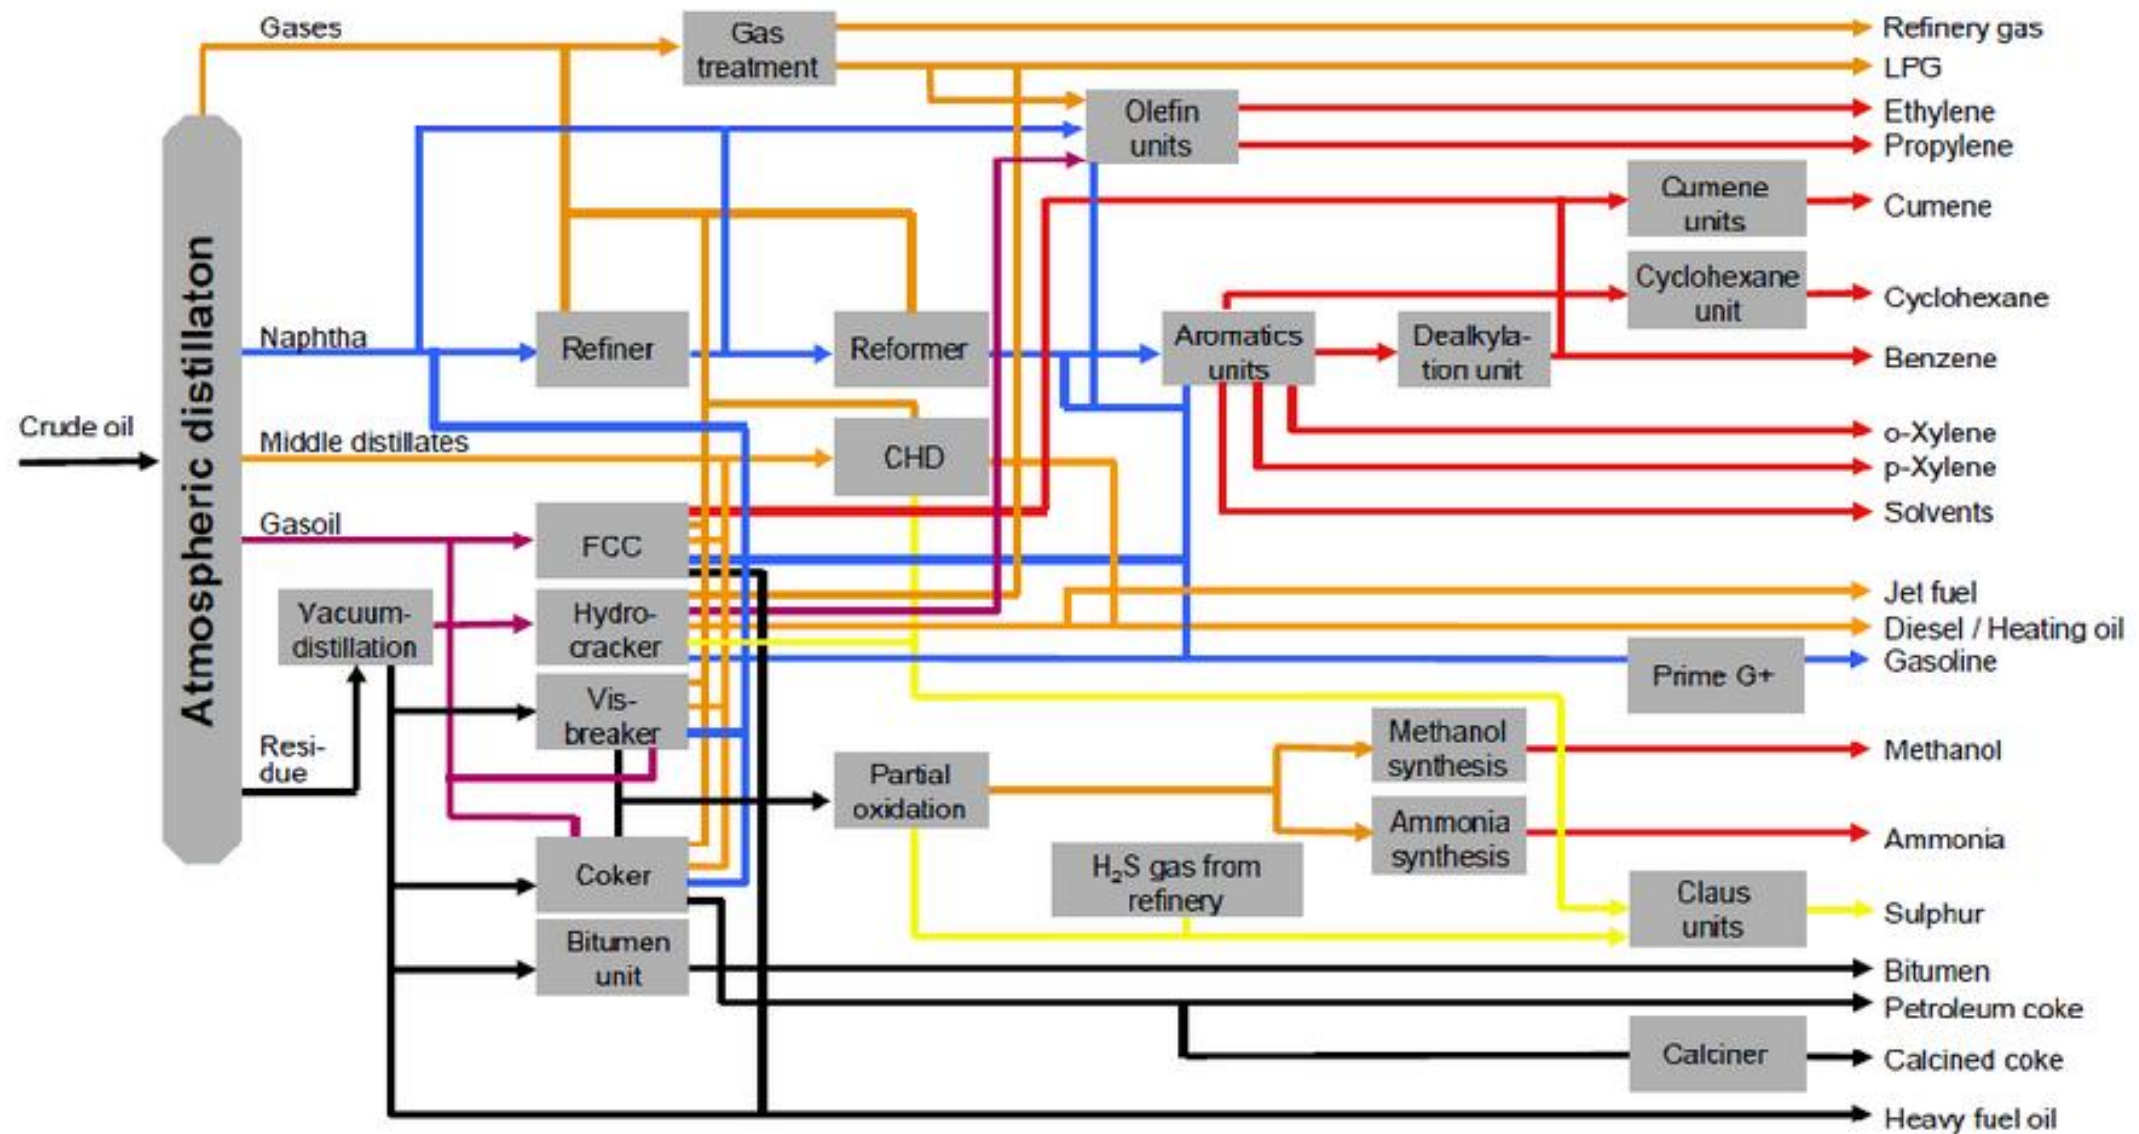 Gases
Gas
treatment
Refinery gas
LPG
Olefin
units
Ethylene
Propylene
Cumene
units
Cumene
Cyclohexane
unit
Cyclohexane
Naphtha
Refiner
Reformer
Aromatics
units
Dealkyla-
tion unit
Benzene
Crude oil
Atmospheric distillaton
Middle distillates
CHD
o-Xylene
p-Xylene
Gasoil
FCC
Solvents
Vacuum-
distillation
Hydro-
cracker
Jet fuel
Diesel / Heating oil
Gasoline
Prime G+
Vis-
breaker
Resi-
due
Partial
oxidation
Methanol
synthesis
Methanol
Ammonia
synthesis
Ammonia
Coker
H₂S gas from
refinery
Claus
units
Sulphur
Bitumen
unit
Bitumen
Petroleum coke
Calciner
Calcined coke
Heavy fuel oil